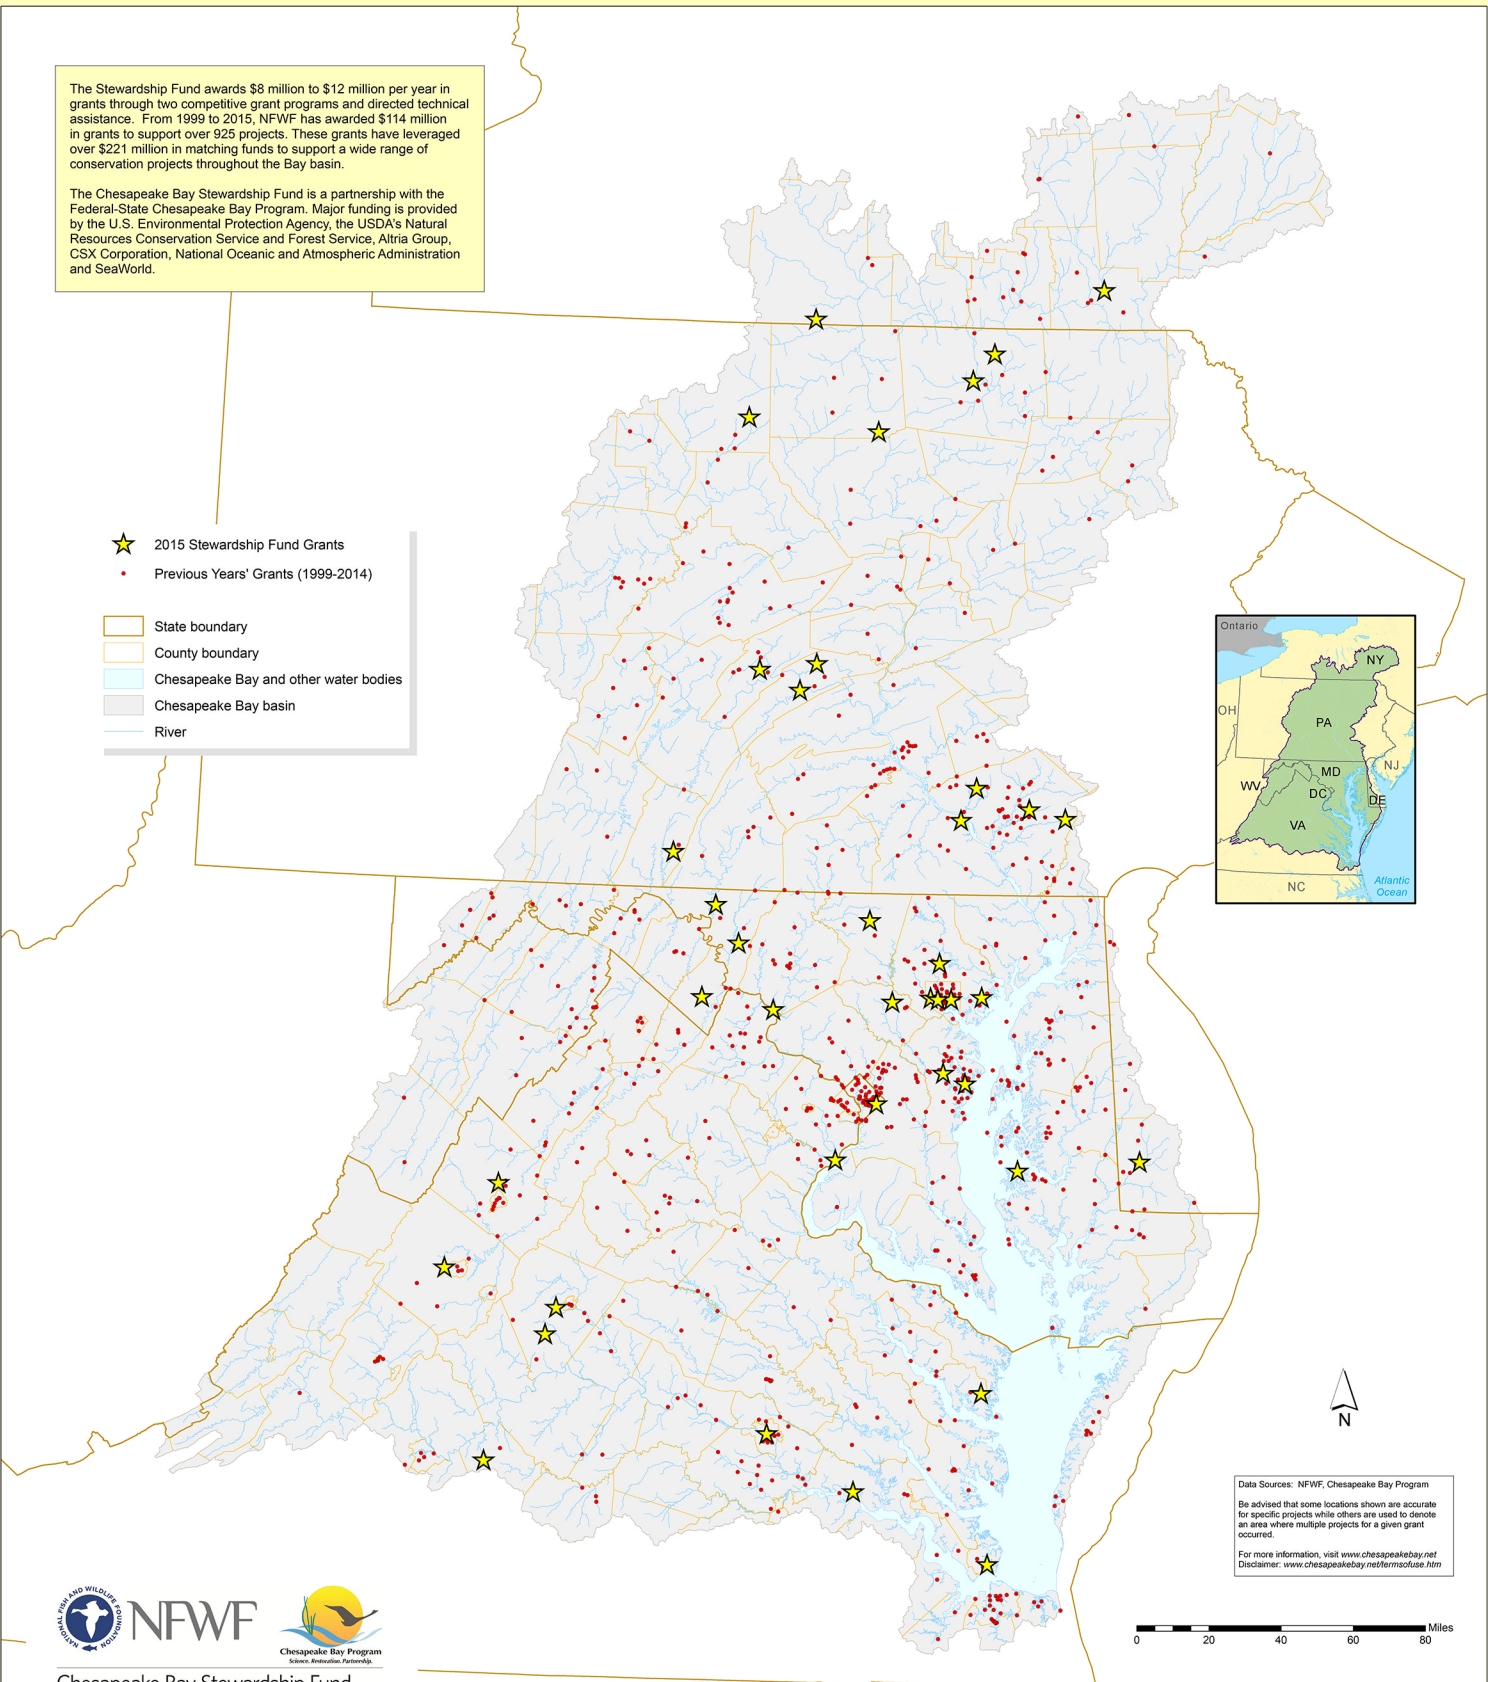 The Stewardship Fund awards $8 million to $12 million per year in
grants through two competitive grant programs and directed technical
assistance. From 1999 to 2015, NFWF has awarded $114 million
in grants to support over 925 projects. These grants have leveraged
over $221 million in matching funds to support a wide range of
conservation projects throughout the Bay basin.
The Chesapeake Bay Stewardship Fund is a partnership with the
Federal-State Chesapeake Bay Program. Major funding is provided
by the U.S. Environmental Protection Agency, the USDA's Natural
Resources Conservation Service and Forest Service, Altria Group,
CSX Corporation, National Oceanic and Atmospheric Administration
and SeaWorld.
2015 Stewardship Fund Grants
Previous Years' Grants (1999-2014)
State boundary
County boundary
Chesapeake Bay and other water bodies
Chesapeake Bay basin
River
Ontario
NY
OH
PA
NJ
MD
WV
DC
DE
VA
NC
Atlantic
Ocean
N
Data Sources: NFWF, Chesapeake Bay Program
Be advised that some locations shown are accurate
for specific projects while others are used to denote
an area where multiple projects for a given grant
occurred.
For more information, visit www.chesapeakebay.net
Disclaimer: www.chesapeakebay.net/termsofuse.htm
Miles
0 20 40 60 80
NATIONAL FISH AND WILDLIFE FOUNDATION
NFWF
Chesapeake Bay Program
Science. Restoration. Partnership.
Chesapeake Bay Stewardship Fund